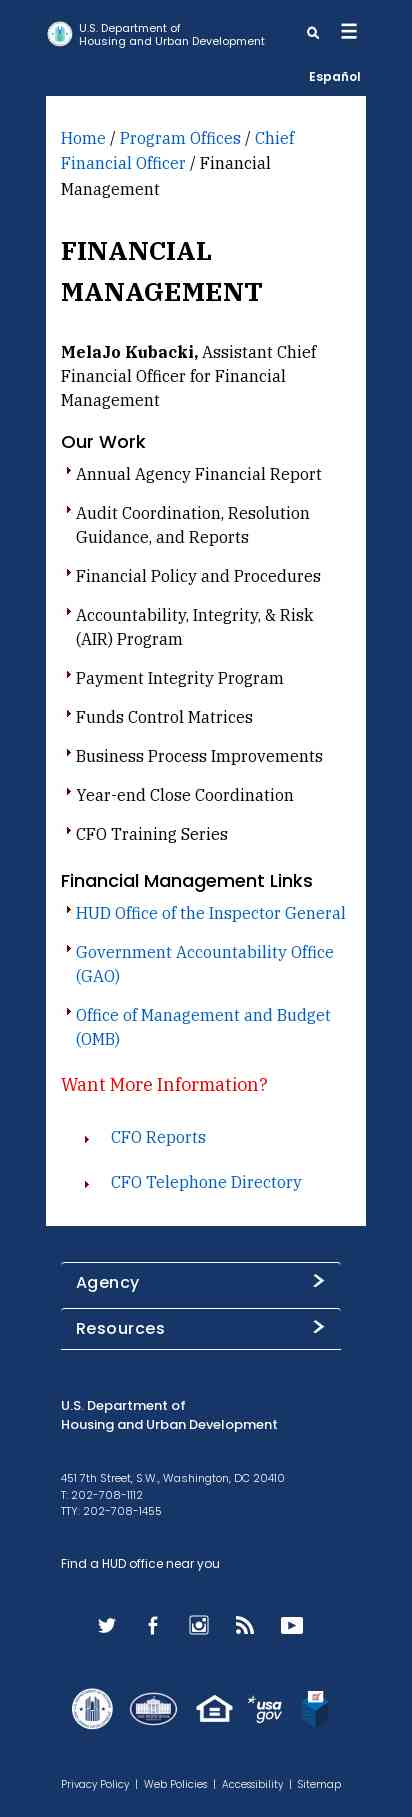 U.S. Department of
Housing and Urban Development
Español
Home / Program Offices / Chief
Financial Officer / Financial
Management
FINANCIAL
MANAGEMENT
MelaJo Kubacki, Assistant Chief
Financial Officer for Financial
Management
Our Work
Annual Agency Financial Report
Audit Coordination, Resolution
Guidance, and Reports
Financial Policy and Procedures
Accountability, Integrity, & Risk
(AIR) Program
Payment Integrity Program
Funds Control Matrices
Business Process Improvements
Year-end Close Coordination
CFO Training Series
Financial Management Links
HUD Office of the Inspector General
Government Accountability Office
(GAO)
Office of Management and Budget
(OMB)
Want More Information?
CFO Reports
CFO Telephone Directory
Agency
Resources
U.S. Department of
Housing and Urban Development
451 7th Street, S.W., Washington, DC 20410
T: 202-708-1112
TTY: 202-708-1455
Find a HUD office near you
usa
gov
Privacy Policy | Web Policies | Accessibility | Sitemap